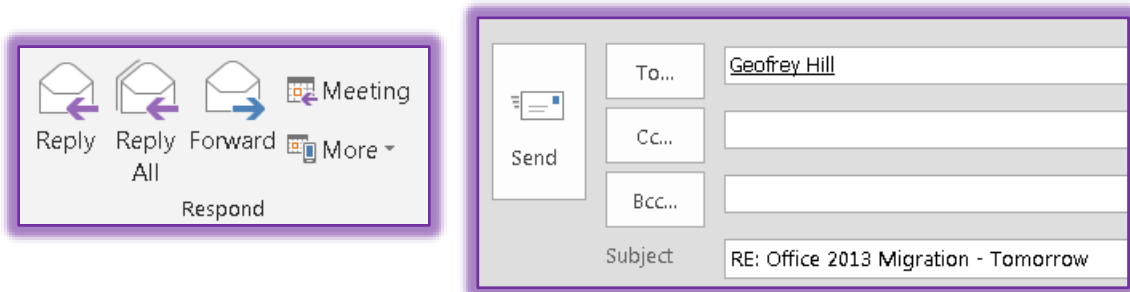 Reply
Reply All
Forward
Meeting
More
Respond
Send
To...
Geofrey Hill
Cc...
Bcc...
Subject
RE: Office 2013 Migration - Tomorrow